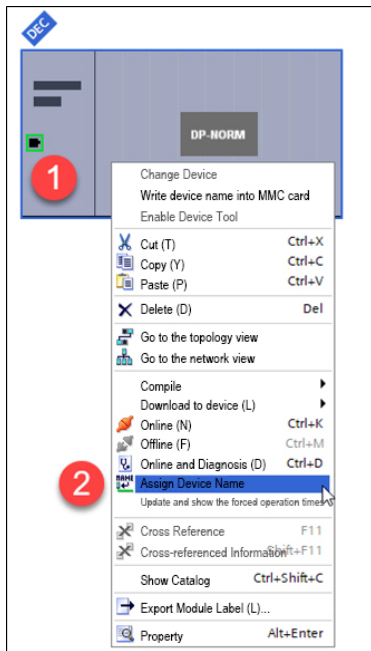 DEC
DP-NORM
1
Change Device
Write device name into MMC card
Enable Device Tool
Cut (T) Ctrl+X
Copy (Y) Ctrl+C
Paste (P) Ctrl+V
Delete (D) Del
Go to the topology view
Go to the network view
Compile
Download to device (L)
Online (N) Ctrl+K
Offline (F) Ctrl+M
Online and Diagnosis (D) Ctrl+D
2
NAME
Assign Device Name
Update and show the forced operation times
Cross Reference F11
Cross-referenced Information Shift+F11
Show Catalog Ctrl+Shift+C
Export Module Label (L)...
Property Alt+Enter